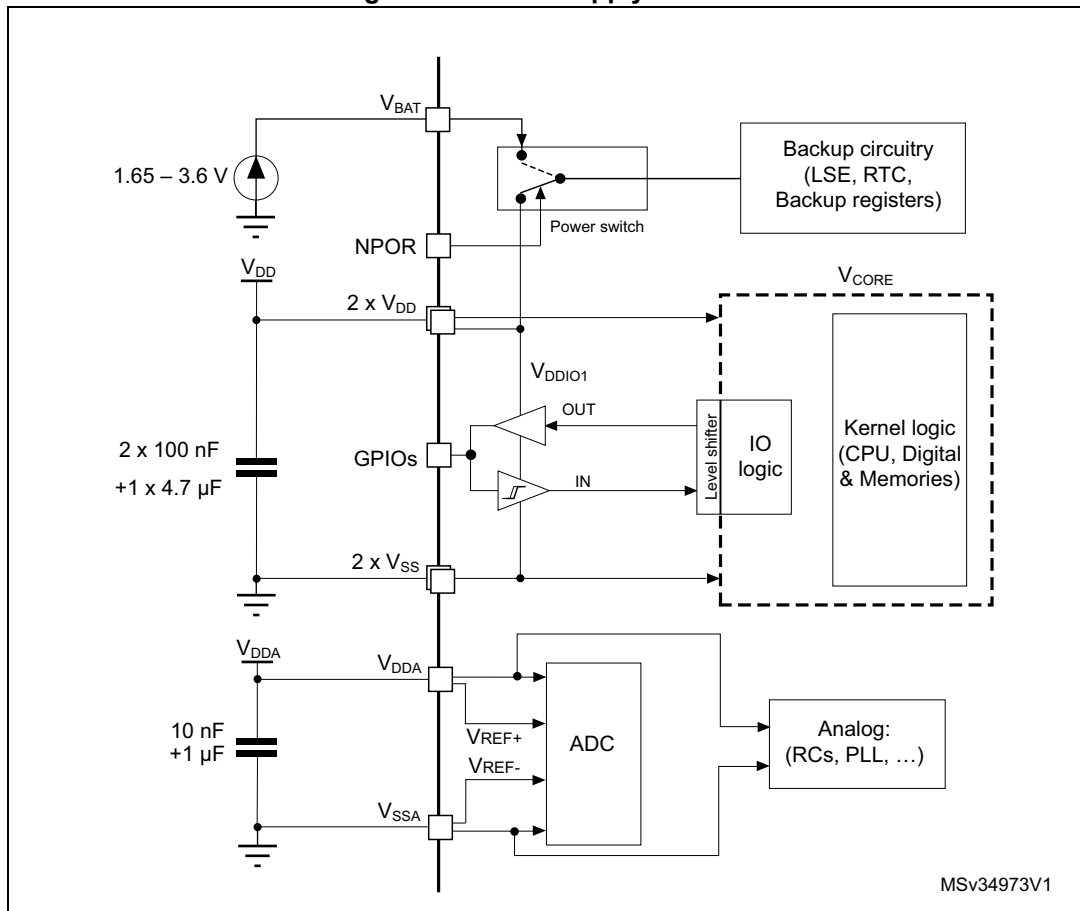 VBAT
1.65 – 3.6 V
Backup circuitry
(LSE, RTC,
Backup registers)
Power switch
NPOR
VDD
2 x VDD
VCORE
VDDIO1
OUT
2 x 100 nF
+1 x 4.7 µF
GPIOs
IN
Level shifter
IO
logic
Kernel logic
(CPU, Digital
& Memories)
2 x VSS
VDDA
VDDA
10 nF
+1 µF
VREF+
VREF-
ADC
Analog:
(RCs, PLL, …)
VSSA
MSv34973V1